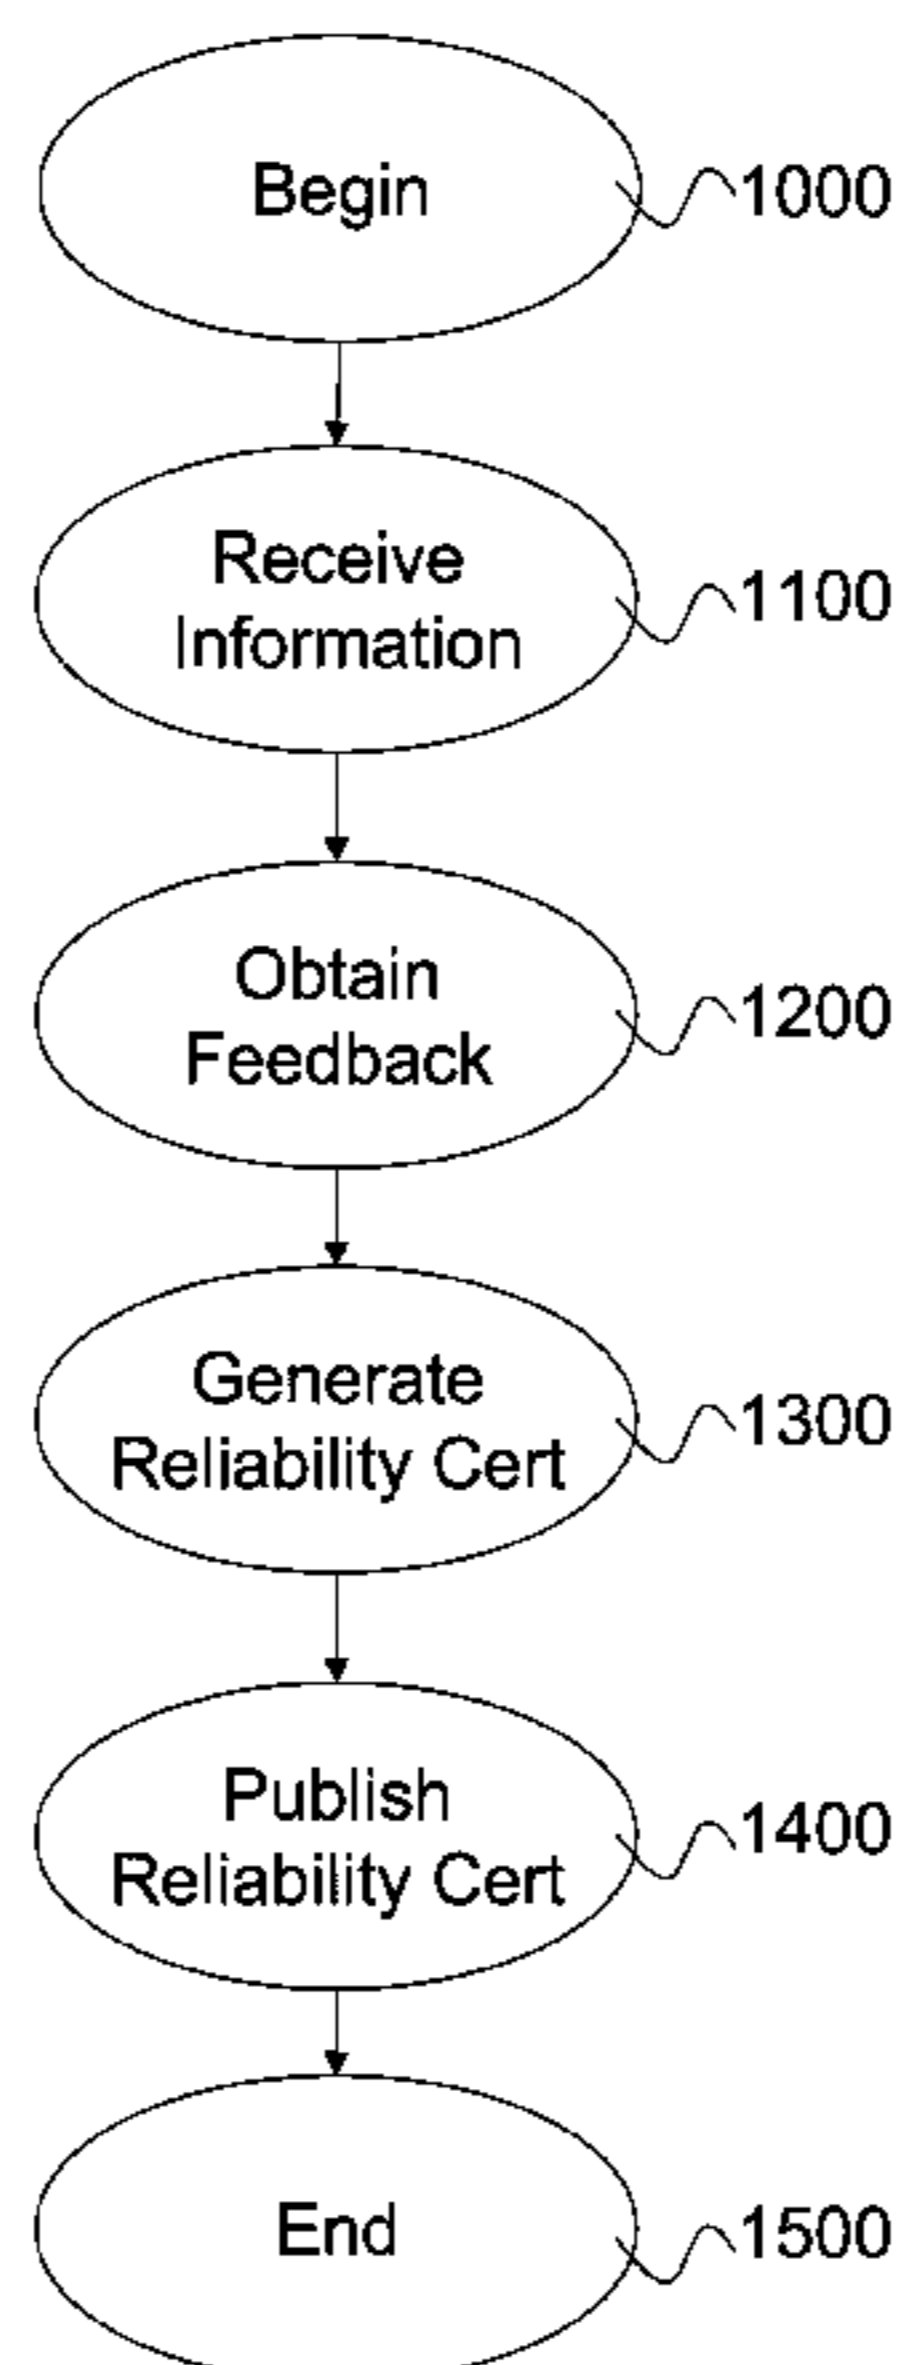 Begin
1000
Receive
Information
1100
Obtain
Feedback
1200
Generate
Reliability Cert
1300
Publish
Reliability Cert
1400
End
1500